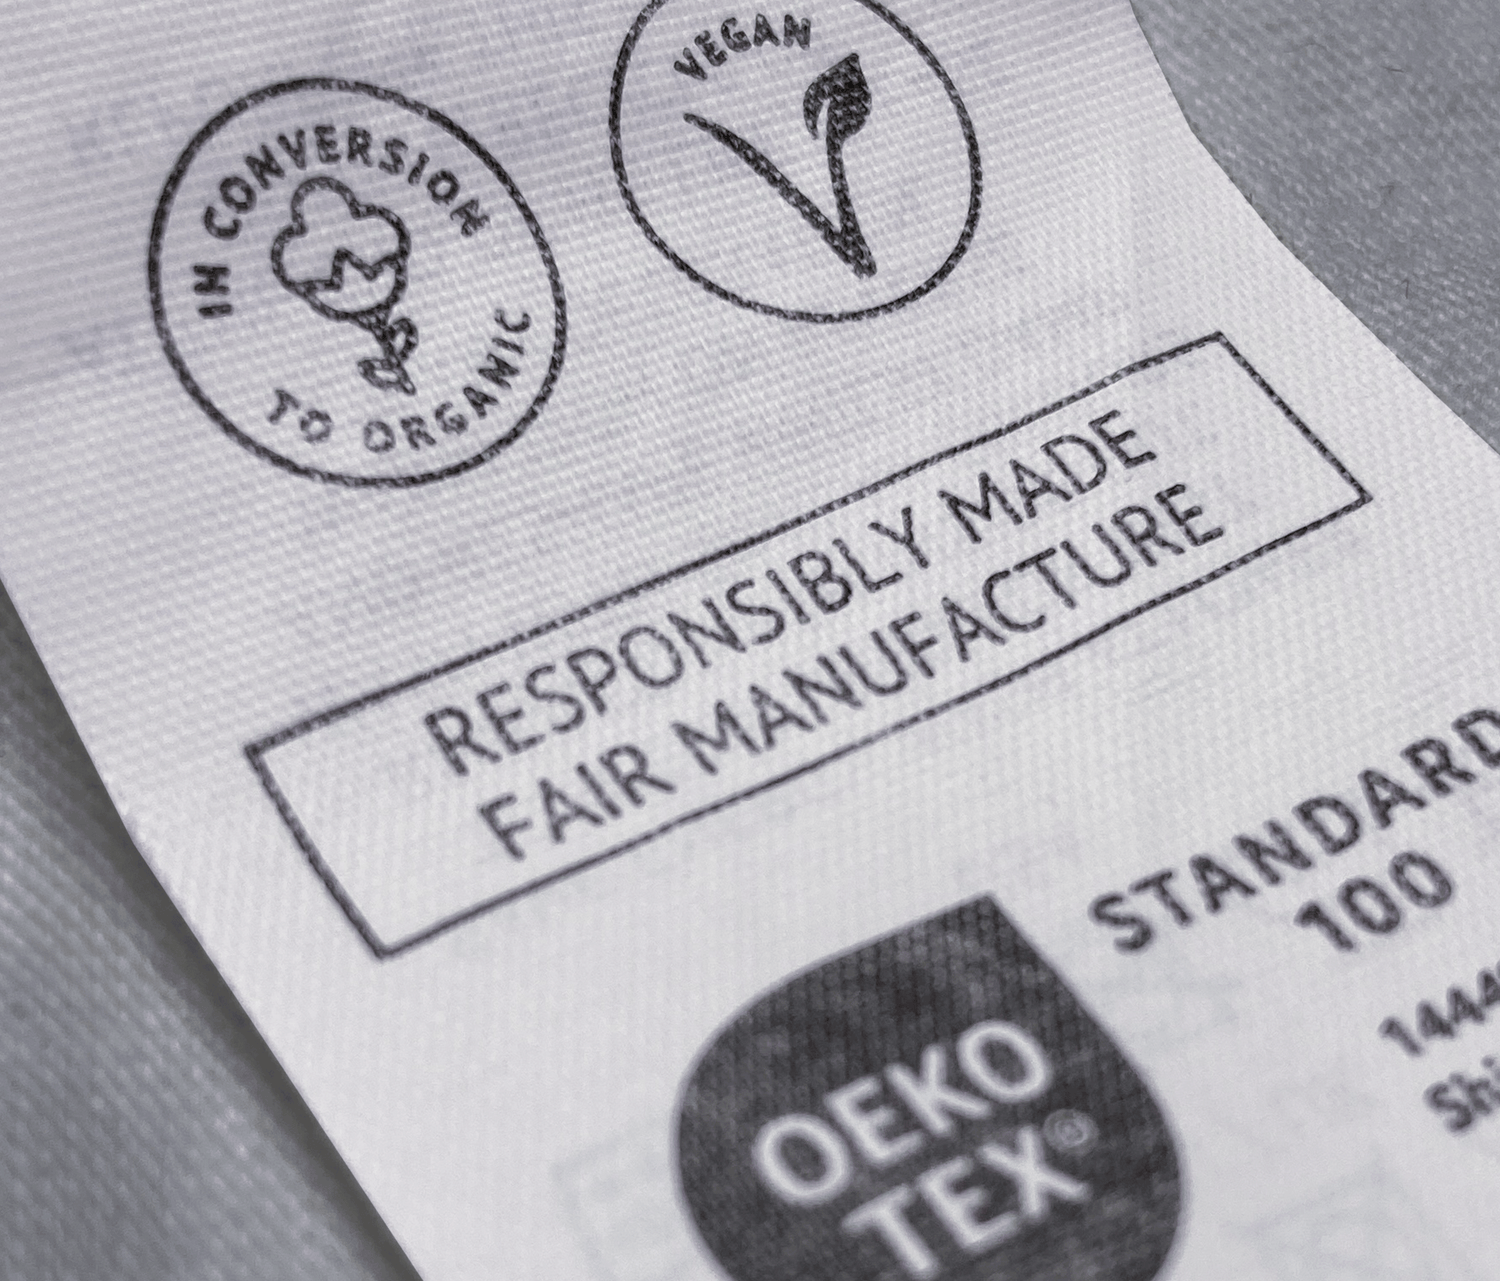 IN CONVERSION
TO ORGANIC
VEGAN
RESPONSIBLY MADE
FAIR MANUFACTURE
OEKO
TEX®
STANDARD
100